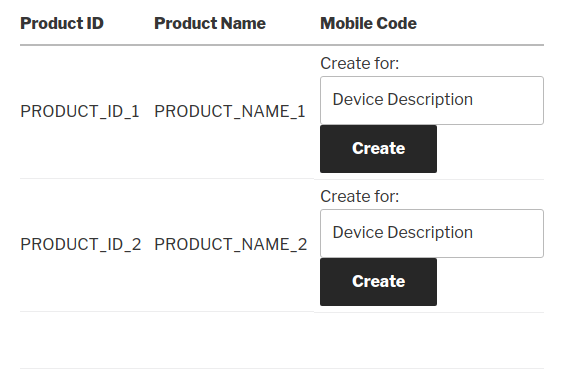 Product ID Product Name Mobile Code
Create for:
Device Description
PRODUCT_ID_1 PRODUCT_NAME_1
Create
Create for:
Device Description
PRODUCT_ID_2 PRODUCT_NAME_2
Create